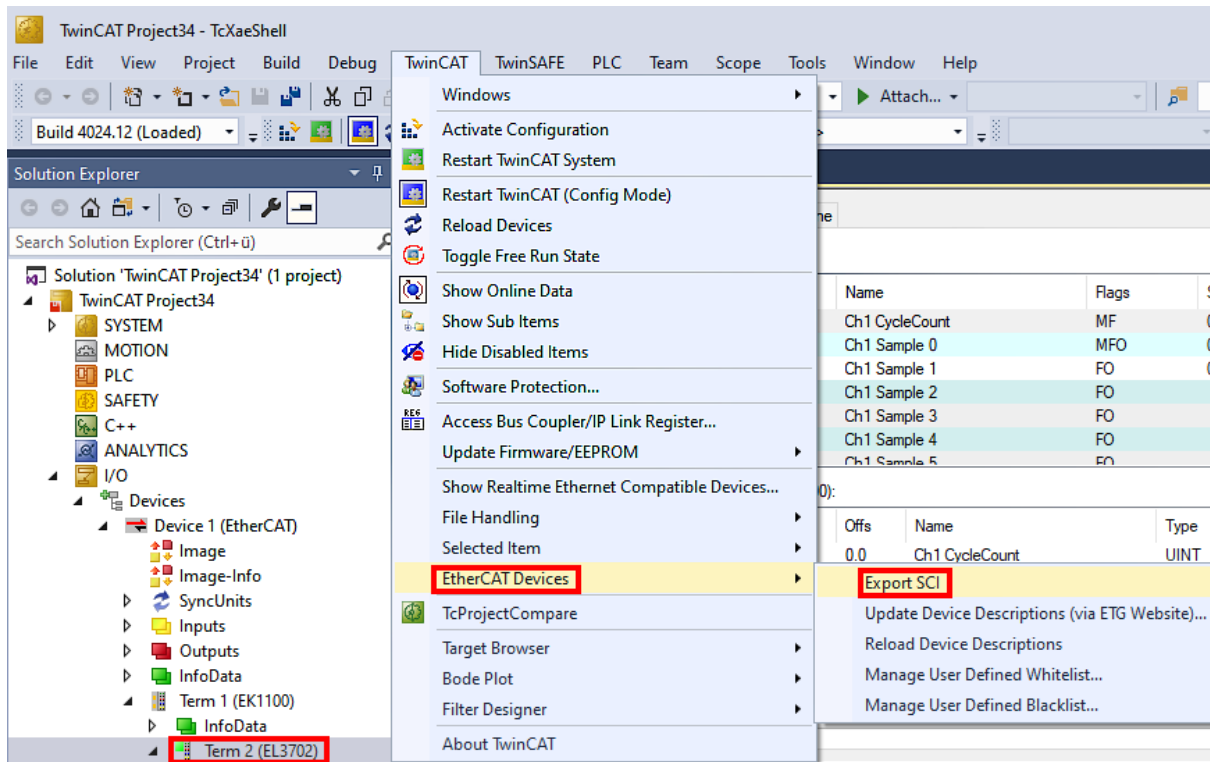 TwinCAT Project34 - TcXaeShell
File Edit View Project Build Debug TwinCAT TwinSAFE PLC Team Scope Tools Window Help
Attach...
Build 4024.12 (Loaded)
Solution Explorer
Search Solution Explorer (Ctrl+ü)
Solution 'TwinCAT Project34' (1 project)
TwinCAT Project34
SYSTEM
MOTION
PLC
SAFETY
C++
ANALYTICS
I/O
Devices
Device 1 (EtherCAT)
Image
Image-Info
SyncUnits
Inputs
Outputs
InfoData
Term 1 (EK1100)
InfoData
Term 2 (EL3702)
Windows
Activate Configuration
Restart TwinCAT System
Restart TwinCAT (Config Mode)
Reload Devices
Toggle Free Run State
Show Online Data
Show Sub Items
Hide Disabled Items
Software Protection...
REG Access Bus Coupler/IP Link Register...
Update Firmware/EEPROM
Show Realtime Ethernet Compatible Devices...
File Handling
Selected Item
EtherCAT Devices
TcProjectCompare
Target Browser
Bode Plot
Filter Designer
About TwinCAT
Export SCI
Update Device Descriptions (via ETG Website)...
Reload Device Descriptions
Manage User Defined Whitelist...
Manage User Defined Blacklist...
Name Flags
Ch1 CycleCount MF
Ch1 Sample 0 MFO
Ch1 Sample 1 FO
Ch1 Sample 2 FO
Ch1 Sample 3 FO
Ch1 Sample 4 FO
Ch1 Sample 5 FO
Offs Name Type
0.0 Ch1 CycleCount UINT